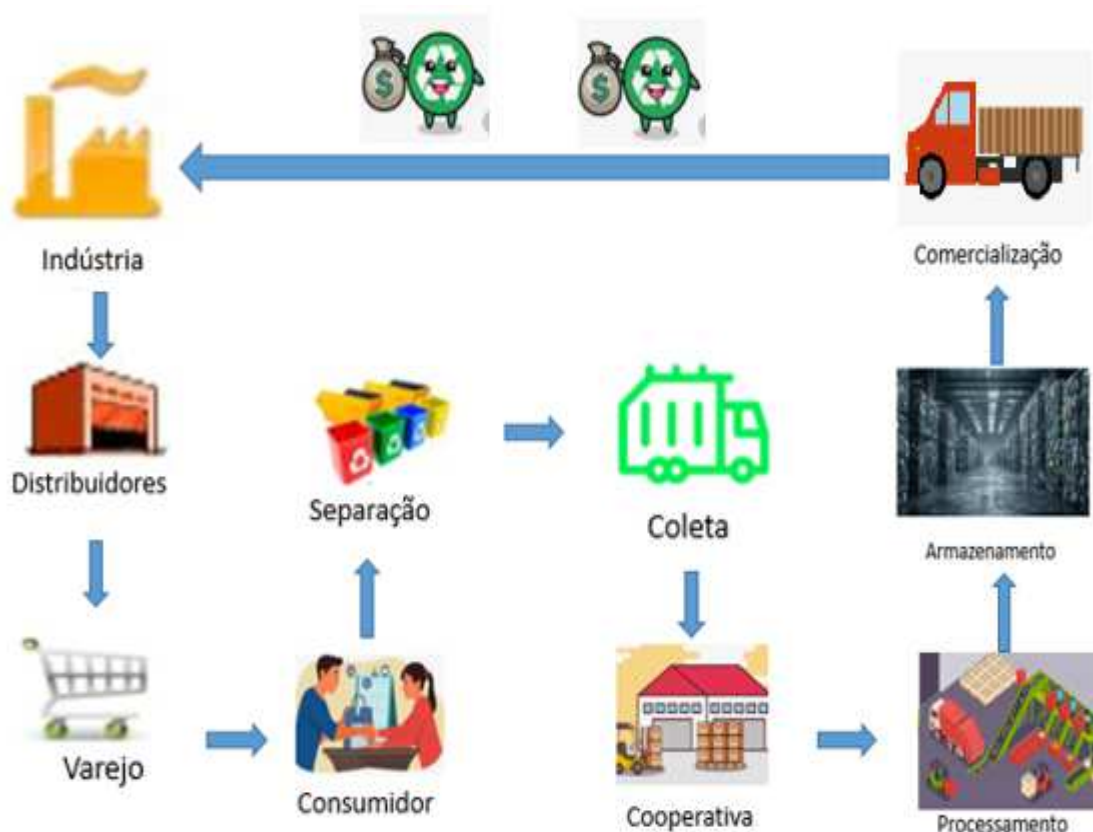 $
$
Indústria
Comercialização
Distribuidores
Separação
Coleta
Armazenamento
Varejo
Consumidor
Cooperativa
Processamento